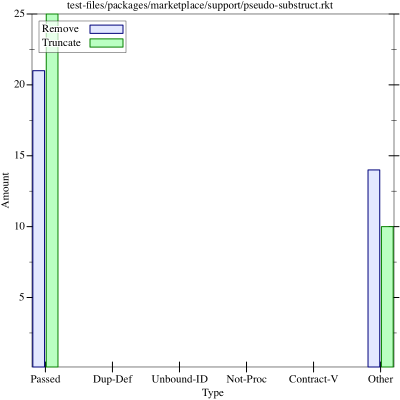 test-files/packages/marketplace/support/pseudo-substruct.rkt
25
Remove
Truncate
20
15
10
5
Amount
Passed Dup-Def Unbound-ID Not-Proc Contract-V Other
Type